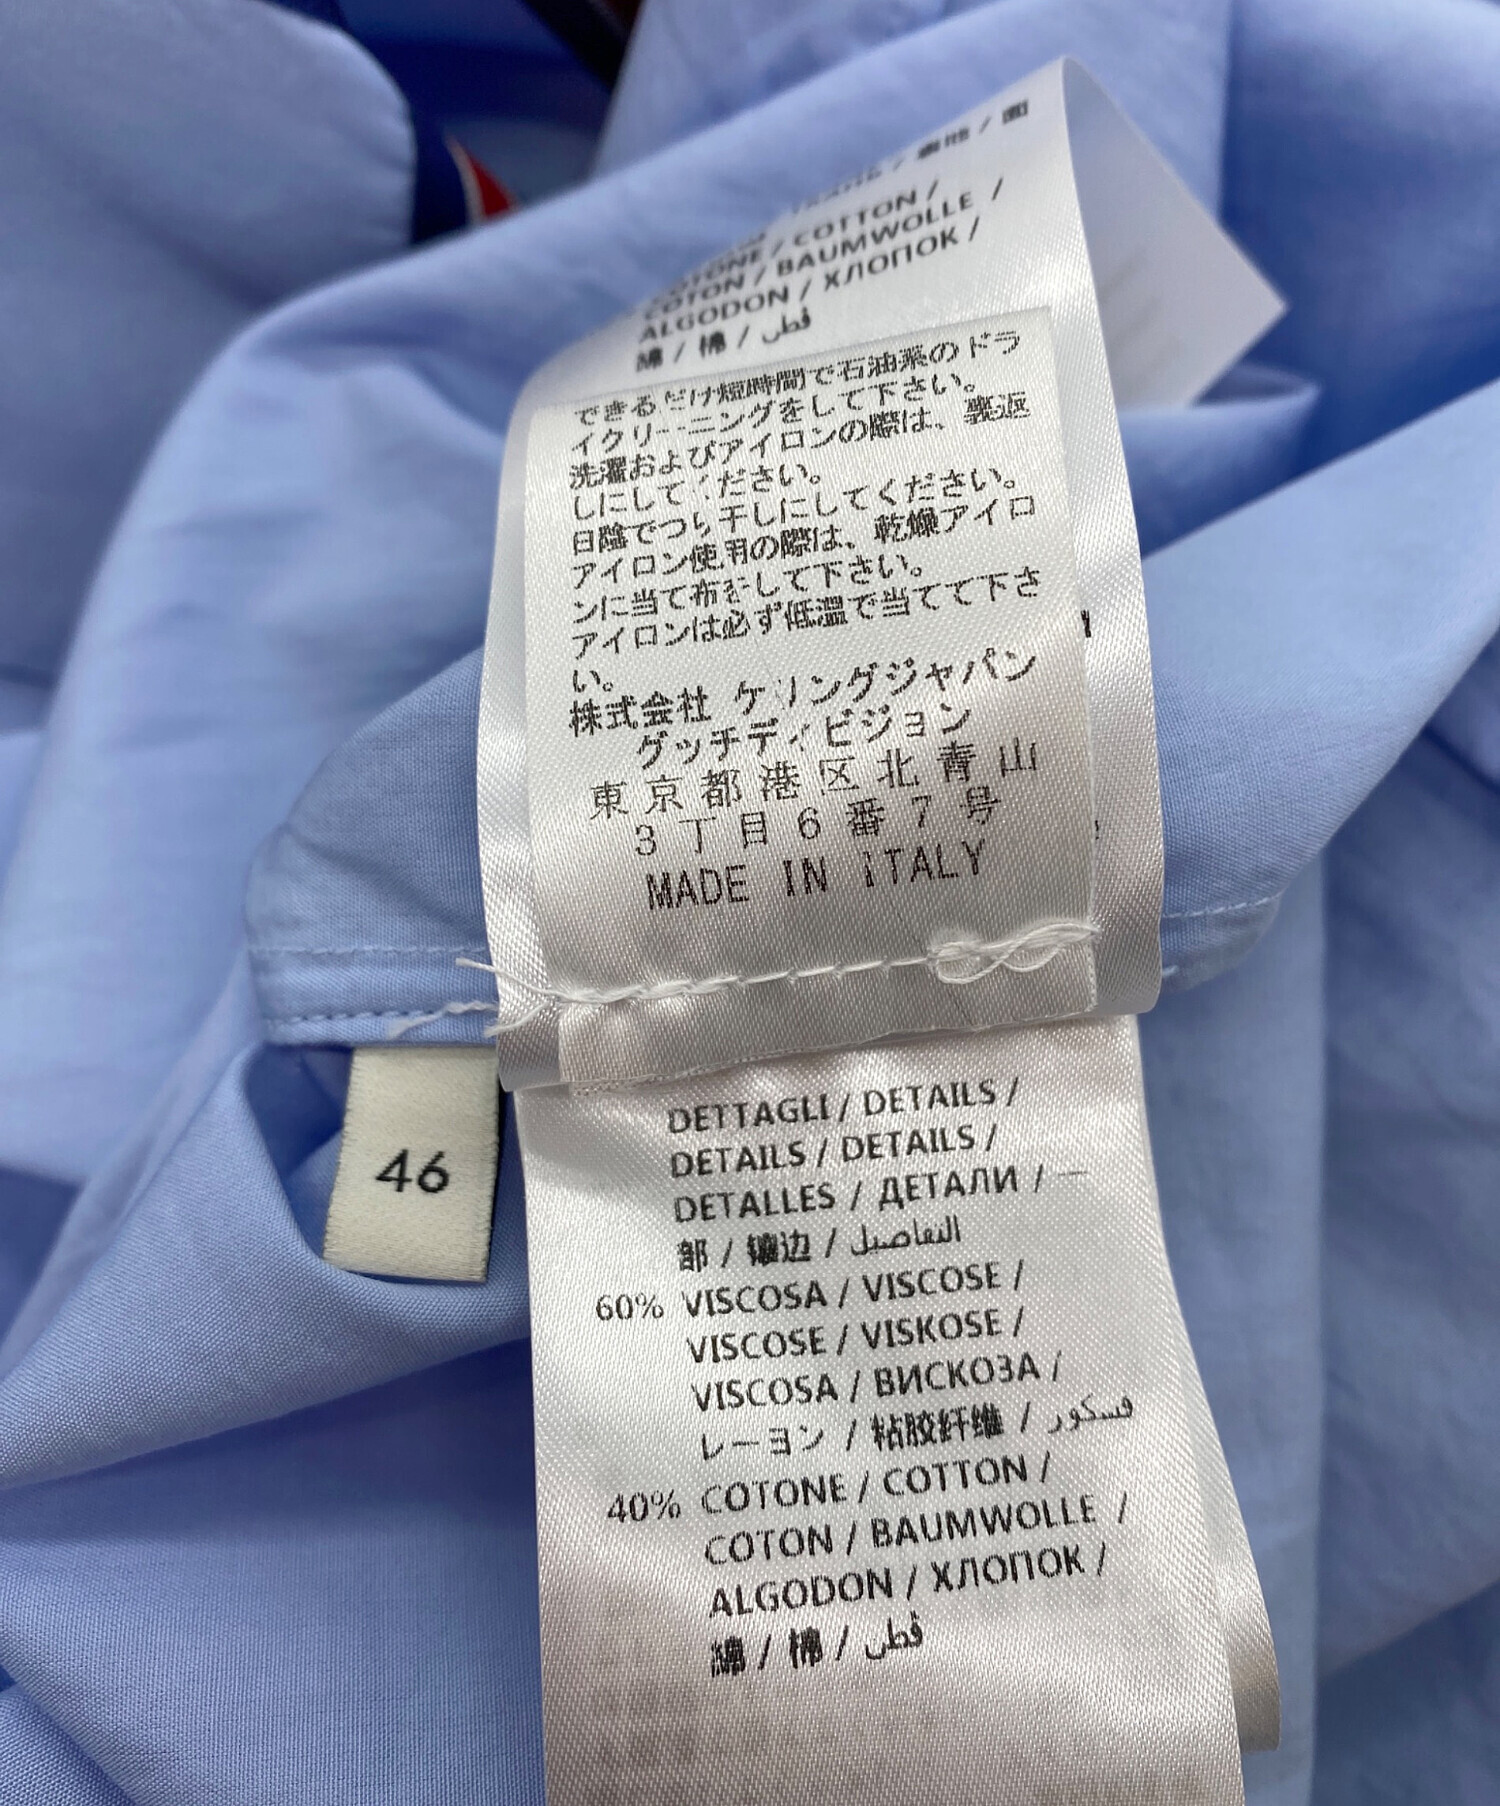 / 表地 / 面
COTONE / COTTON /
COTON / BAUMWOLLE /
ALGODON / ХЛОПОК /
綿 / 棉 / قطن
できるだけ短時間で石油系のドラ
イクリーニングをして下さい。
洗濯およびアイロンの際は、裏返
しにしてください。
日陰でつり干しにしてください。
アイロン使用の際は、乾燥アイロ
ンに当て布をして下さい。
アイロンは必ず低温で当てて下さ
い。
株式会社 ケリングジャパン
グッチディビジョン
東京都港区北青山
3丁目6番7号
MADE IN ITALY
46
DETTAGLI / DETAILS /
DETAILS / DETAILS /
DETALLES / ДЕТАЛИ / 一
部 / 镶边 / التفاصيل
60% VISCOSA / VISCOSE /
VISCOSE / VISKOSE /
VISCOSA / ВИСКОЗА /
レーヨン / 粘胶纤维 / فسكور
40% COTONE / COTTON /
COTON / BAUMWOLLE /
ALGODON / ХЛОПОК /
綿 / 棉 / قطن